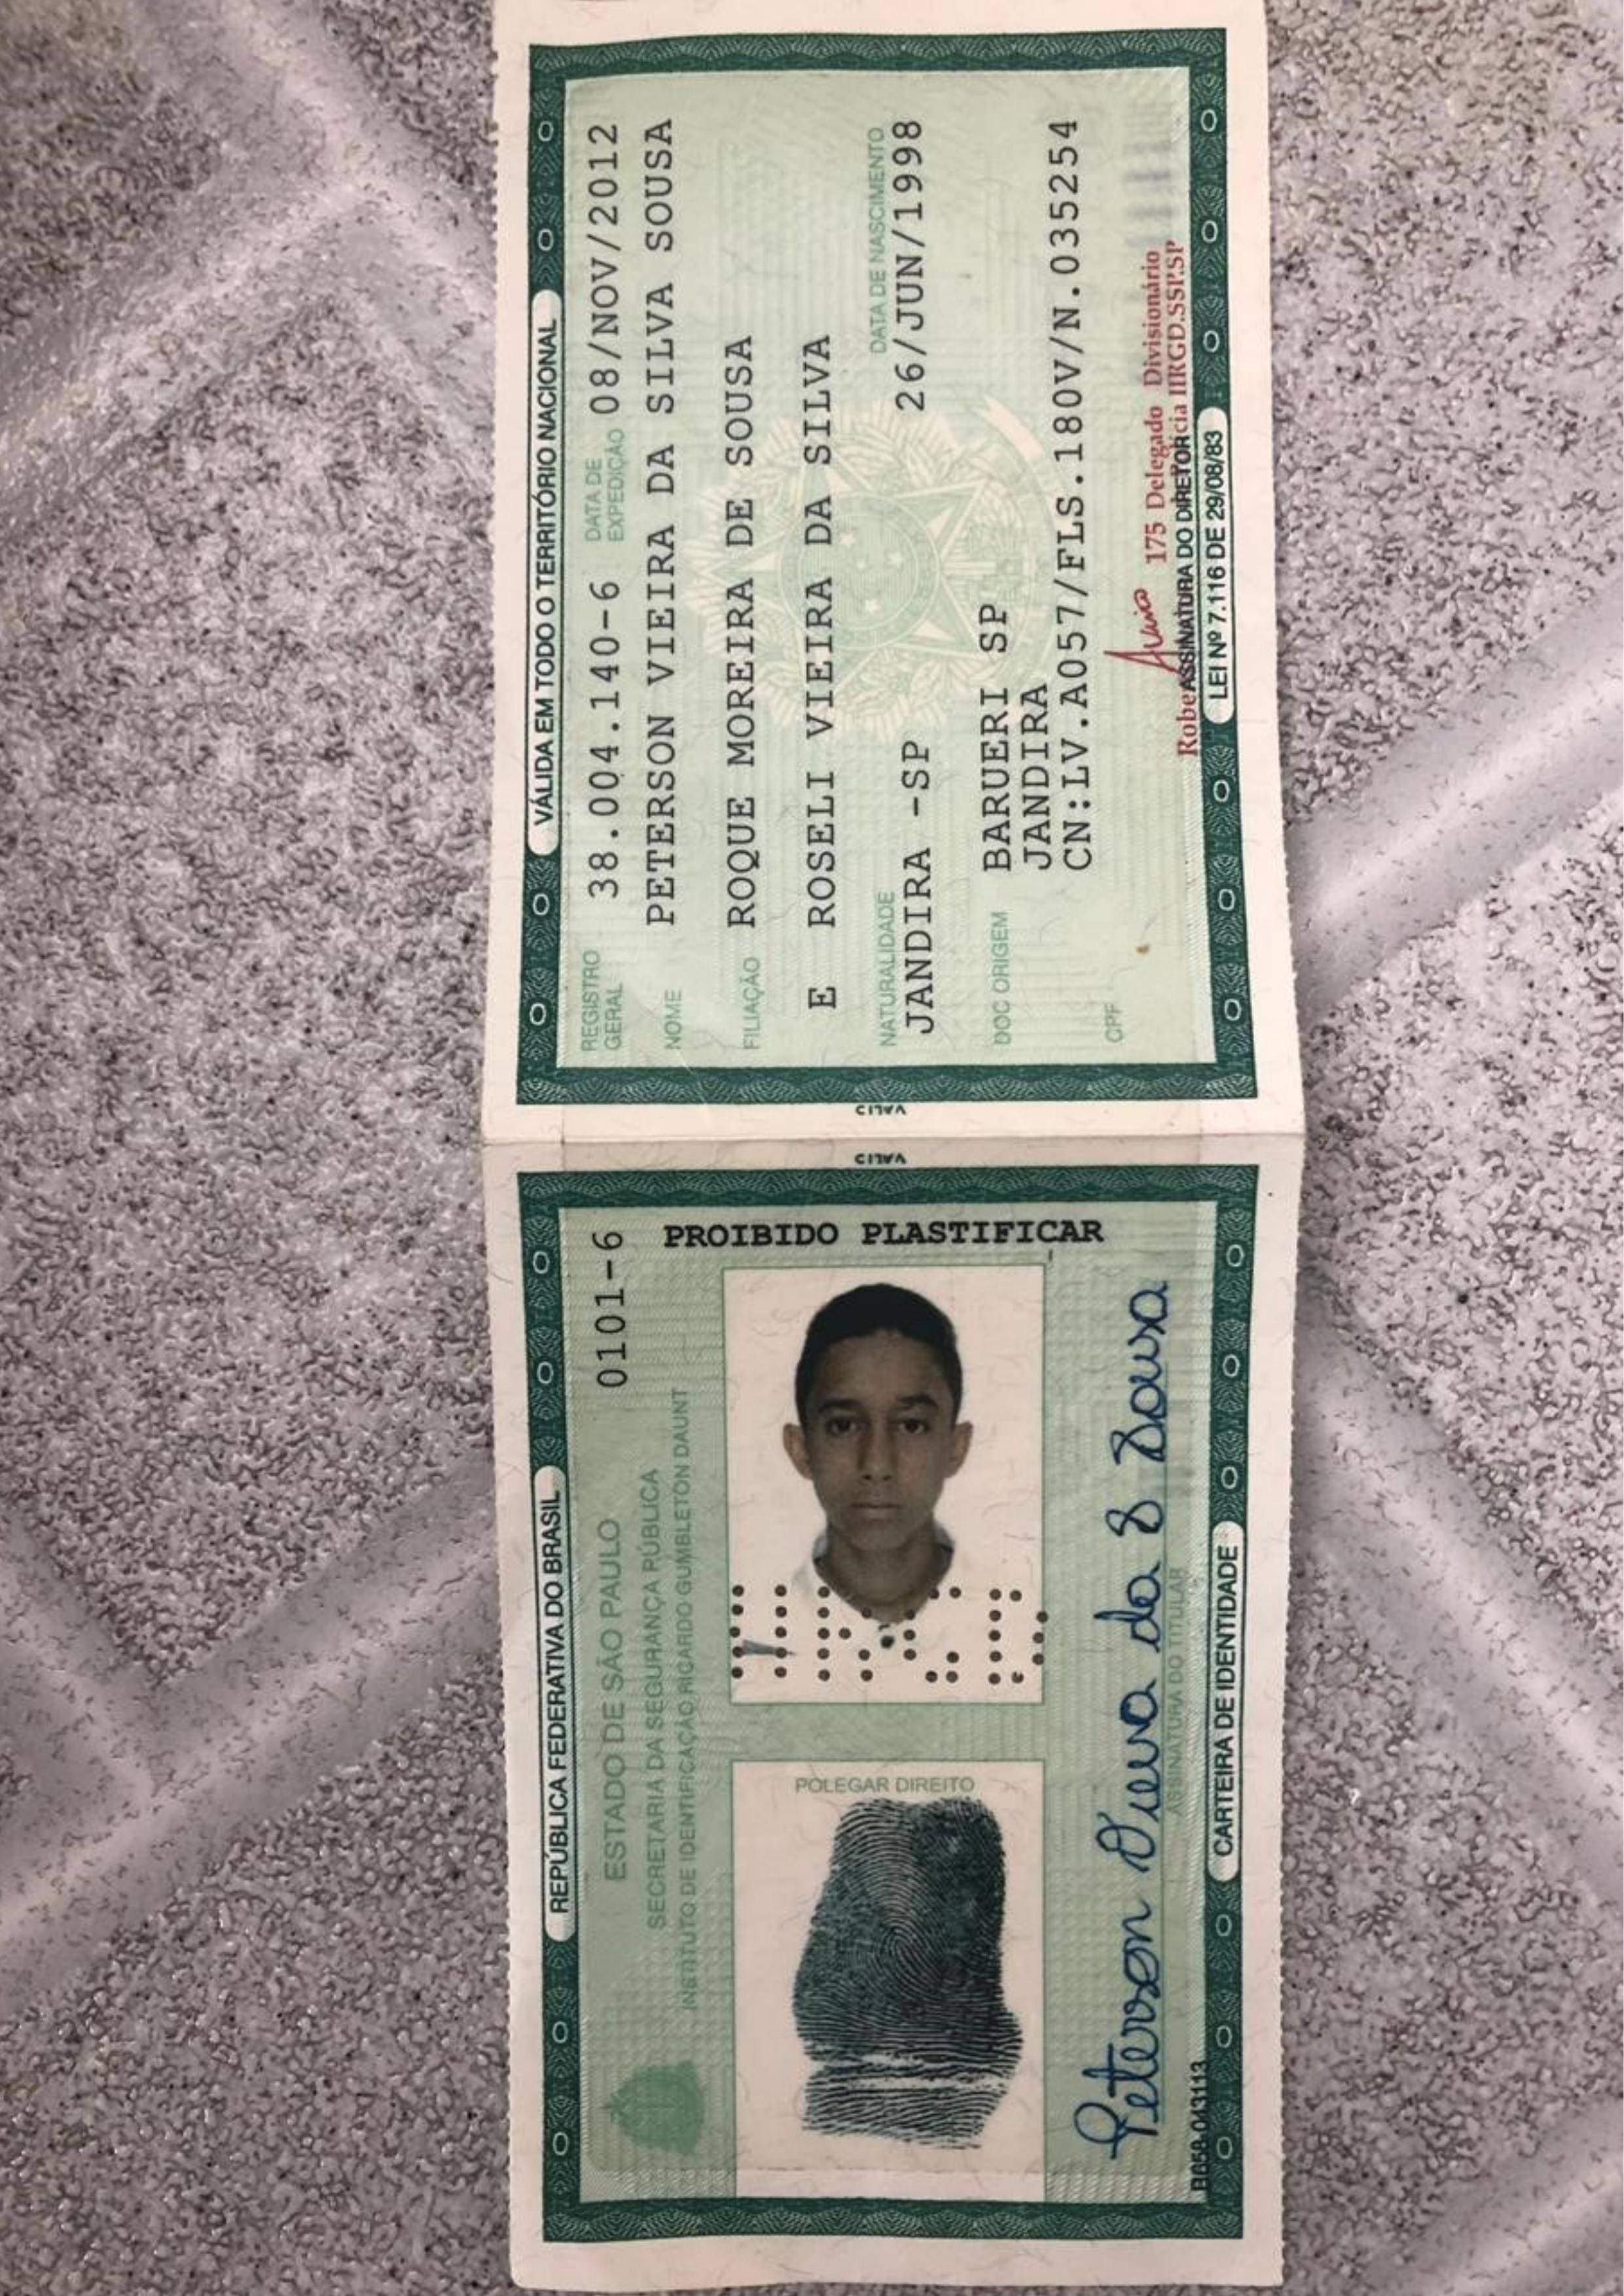 VÁLIDA EM TODO O TERRITÓRIO NACIONAL
REGISTRO GERAL 38.004.140-6 DATA DE EXPEDIÇÃO 08/NOV/2012
NOME PETERSON VIEIRA DA SILVA SOUSA
FILIAÇÃO ROQUE MOREIRA DE SOUSA
E ROSELI VIEIRA DA SILVA
NATURALIDADE DATA DE NASCIMENTO
JANDIRA -SP 26/JUN/1998
DOC ORIGEM BARUERI SP
JANDIRA
CN:LV.A057/FLS.180V/N.035254
CPF
175 Delegado Divisionário
ASSINATURA DO DIRETOR IIRGD.SSP.SP
LEI Nº 7.116 DE 29/08/83
VALID
VALID
REPÚBLICA FEDERATIVA DO BRASIL
ESTADO DE SÃO PAULO 0101-6
SECRETARIA DA SEGURANÇA PÚBLICA
INSTITUTO DE IDENTIFICAÇÃO RICARDO GUMBLETON DAUNT
PROIBIDO PLASTIFICAR
POLEGAR DIREITO
Peterson Vieira da S Sousa
ASSINATURA DO TITULAR
CARTEIRA DE IDENTIDADE